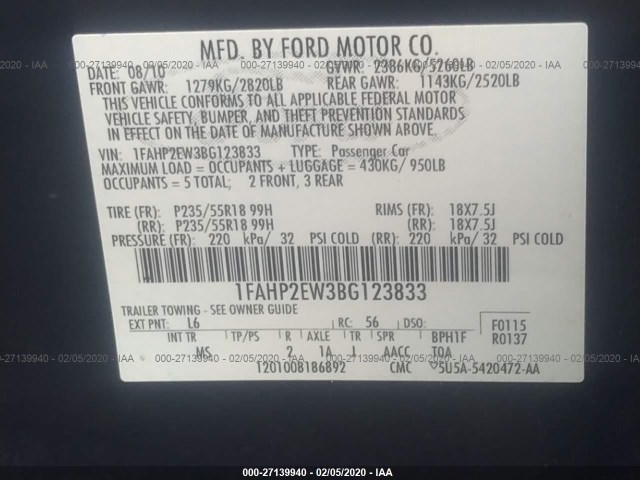 000-27139940 - 02/05/2020 - IAA
MFD. BY FORD MOTOR CO.
DATE: 08/10 GVWR: 2386KG/5260LB
FRONT GAWR: 1279KG/2820LB REAR GAWR: 1143KG/2520LB
THIS VEHICLE CONFORMS TO ALL APPLICABLE FEDERAL MOTOR
VEHICLE SAFETY, BUMPER, AND THEFT PREVENTION STANDARDS
IN EFFECT ON THE DATE OF MANUFACTURE SHOWN ABOVE.
VIN: 1FAHP2EW3BG123833 TYPE: Passenger Car
MAXIMUM LOAD = OCCUPANTS + LUGGAGE = 430KG/ 950LB
OCCUPANTS = 5 TOTAL; 2 FRONT, 3 REAR
TIRE (FR): P235/55R18 99H RIMS (FR): 18X7.5J
(RR): P235/55R18 99H (RR): 18X7.5J
PRESSURE (FR): 220 kPa/ 32 PSI COLD (RR): 220 kPa/ 32 PSI COLD
1FAHP2EW3BG123833
TRAILER TOWING - SEE OWNER GUIDE
EXT PNT: L6 RC: 56 DSO: F0115
INT TR TP/PS R AXLE TR SPR BPH1F R0137
MS 2 1A J AACC TOA
1201008186892 CMC 5U5A-5420472-AA
000-27139940 - 02/05/2020 - IAA